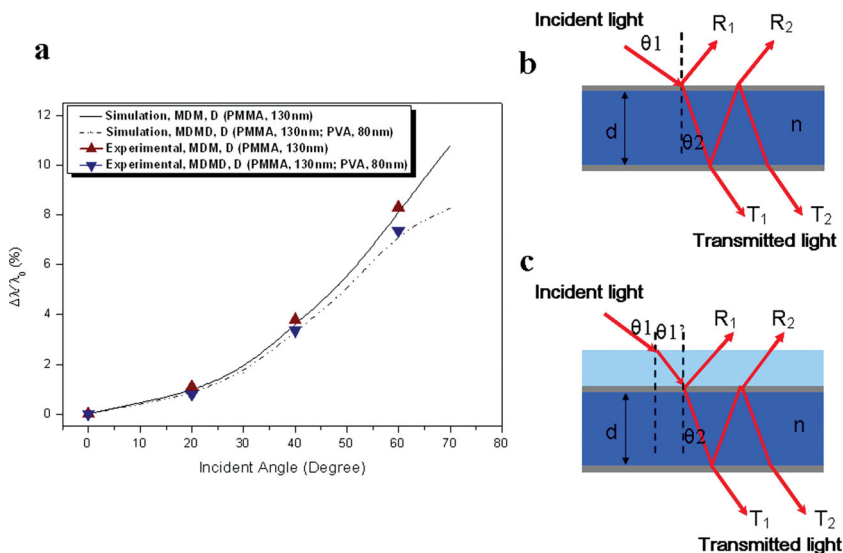 a
Simulation, MDM, D (PMMA, 130nm)
Simulation, MDMD, D (PMMA, 130nm; PVA, 80nm)
Experimental, MDM, D (PMMA, 130nm)
Experimental, MDMD, D (PMMA, 130nm; PVA, 80nm)
12
10
8
6
4
2
0
Δλ/λ0 (%)
0 10 20 30 40 50 60 70 80
Incident Angle (Degree)
b
Incident light
θ1
R1
R2
d
n
θ2
T1
T2
Transmitted light
c
Incident light
θ1
θ1'
R1
R2
d
n
θ2
T1
T2
Transmitted light